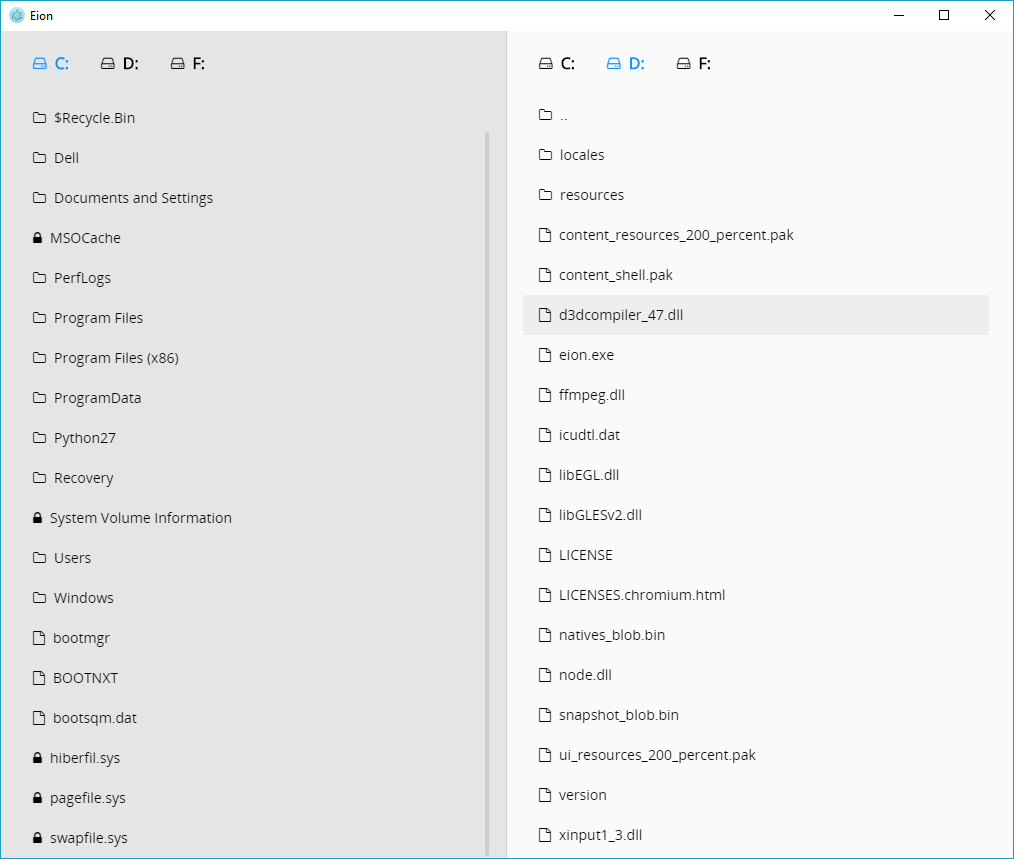 Eion
C: D: F:
$Recycle.Bin
Dell
Documents and Settings
MSOCache
PerfLogs
Program Files
Program Files (x86)
ProgramData
Python27
Recovery
System Volume Information
Users
Windows
bootmgr
BOOTNXT
bootsqm.dat
hiberfil.sys
pagefile.sys
swapfile.sys
C: D: F:
..
locales
resources
content_resources_200_percent.pak
content_shell.pak
d3dcompiler_47.dll
eion.exe
ffmpeg.dll
icudtl.dat
libEGL.dll
libGLESv2.dll
LICENSE
LICENSES.chromium.html
natives_blob.bin
node.dll
snapshot_blob.bin
ui_resources_200_percent.pak
version
xinput1_3.dll